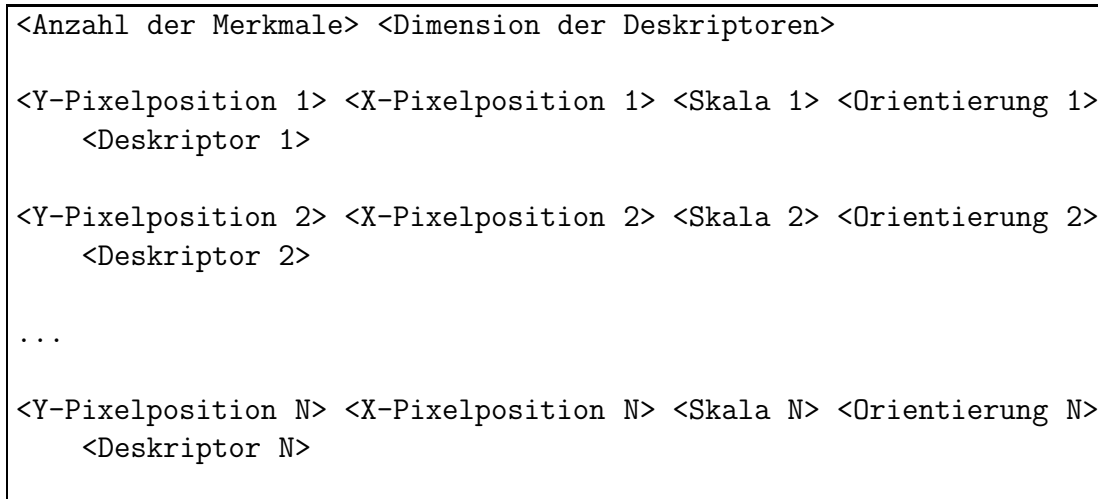 <Anzahl der Merkmale> <Dimension der Deskriptoren>
<Y-Pixelposition 1> <X-Pixelposition 1> <Skala 1> <Orientierung 1>
<Deskriptor 1>
<Y-Pixelposition 2> <X-Pixelposition 2> <Skala 2> <Orientierung 2>
<Deskriptor 2>
...
<Y-Pixelposition N> <X-Pixelposition N> <Skala N> <Orientierung N>
<Deskriptor N>